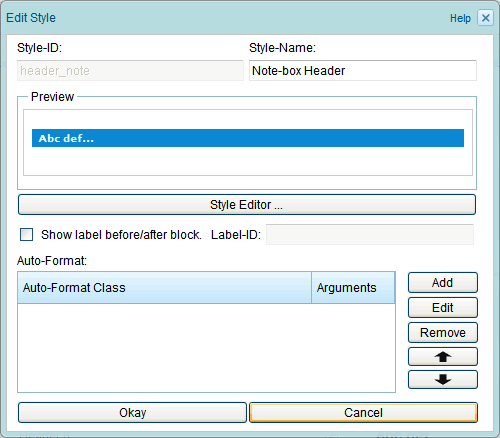 Edit Style Help
Style-ID: Style-Name:
header_note Note-box Header
Preview
Abc def...
Style Editor ...
Show label before/after block. Label-ID:
Auto-Format:
Auto-Format Class Arguments
Add
Edit
Remove
Okay Cancel